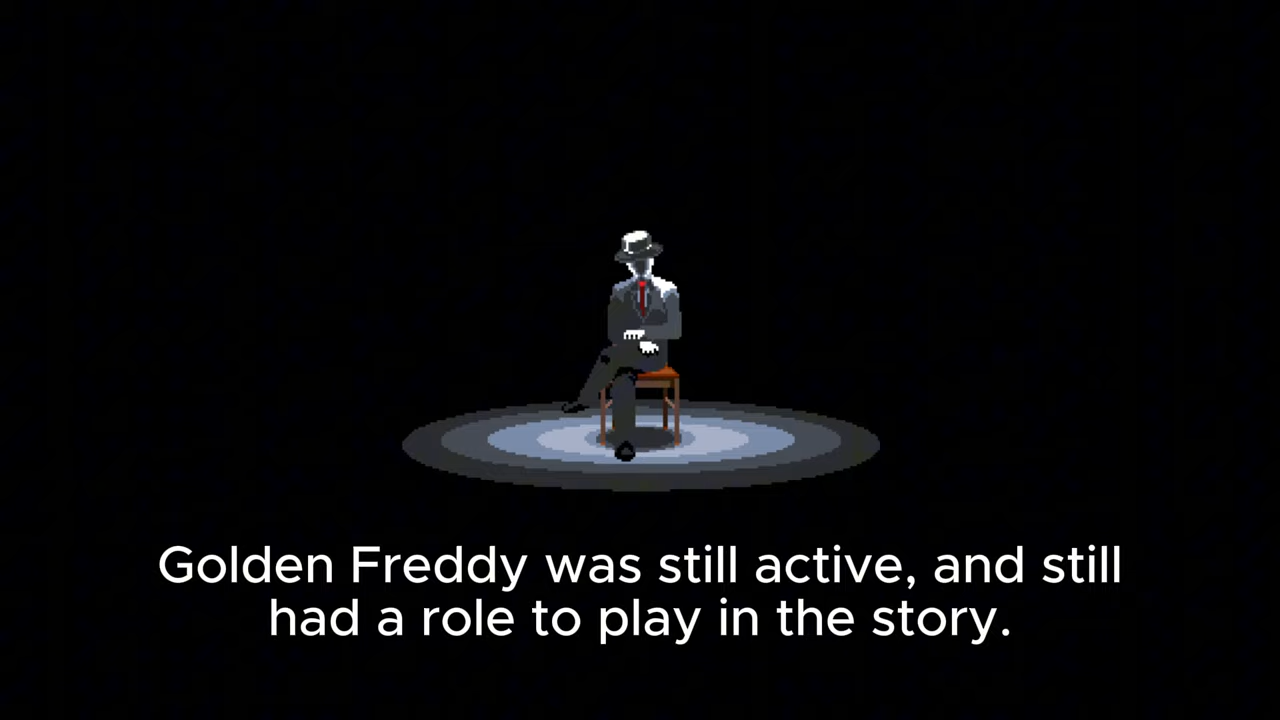 Golden Freddy was still active, and still
had a role to play in the story.